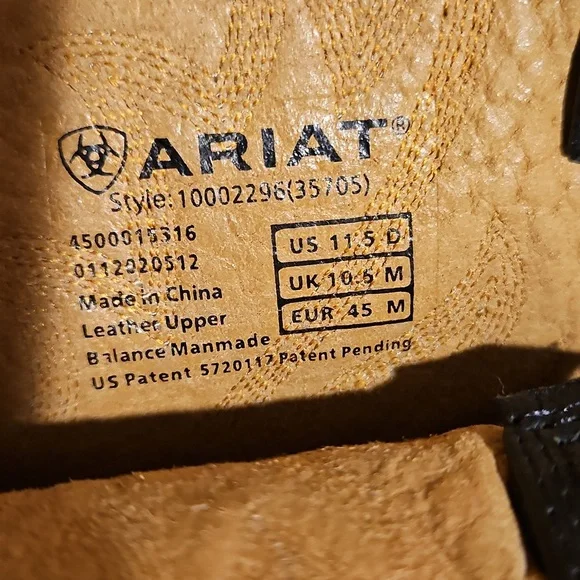 ARIAT®
Style: 10002296(35705)
4500015316
0112020512
Made in China
Leather Upper
Balance Manmade
US Patent 5720117 Patent Pending
US 11.5 D
UK 10.5 M
EUR 45 M